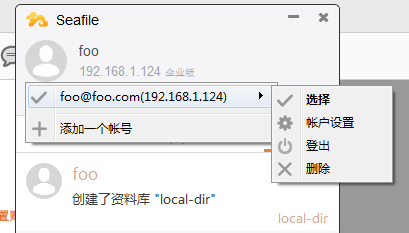 Seafile
foo
192.168.1.124 企业版
foo@foo.com(192.168.1.124)
选择
帐户设置
登出
删除
添加一个帐号
foo
创建了资料库 "local-dir"
local-dir